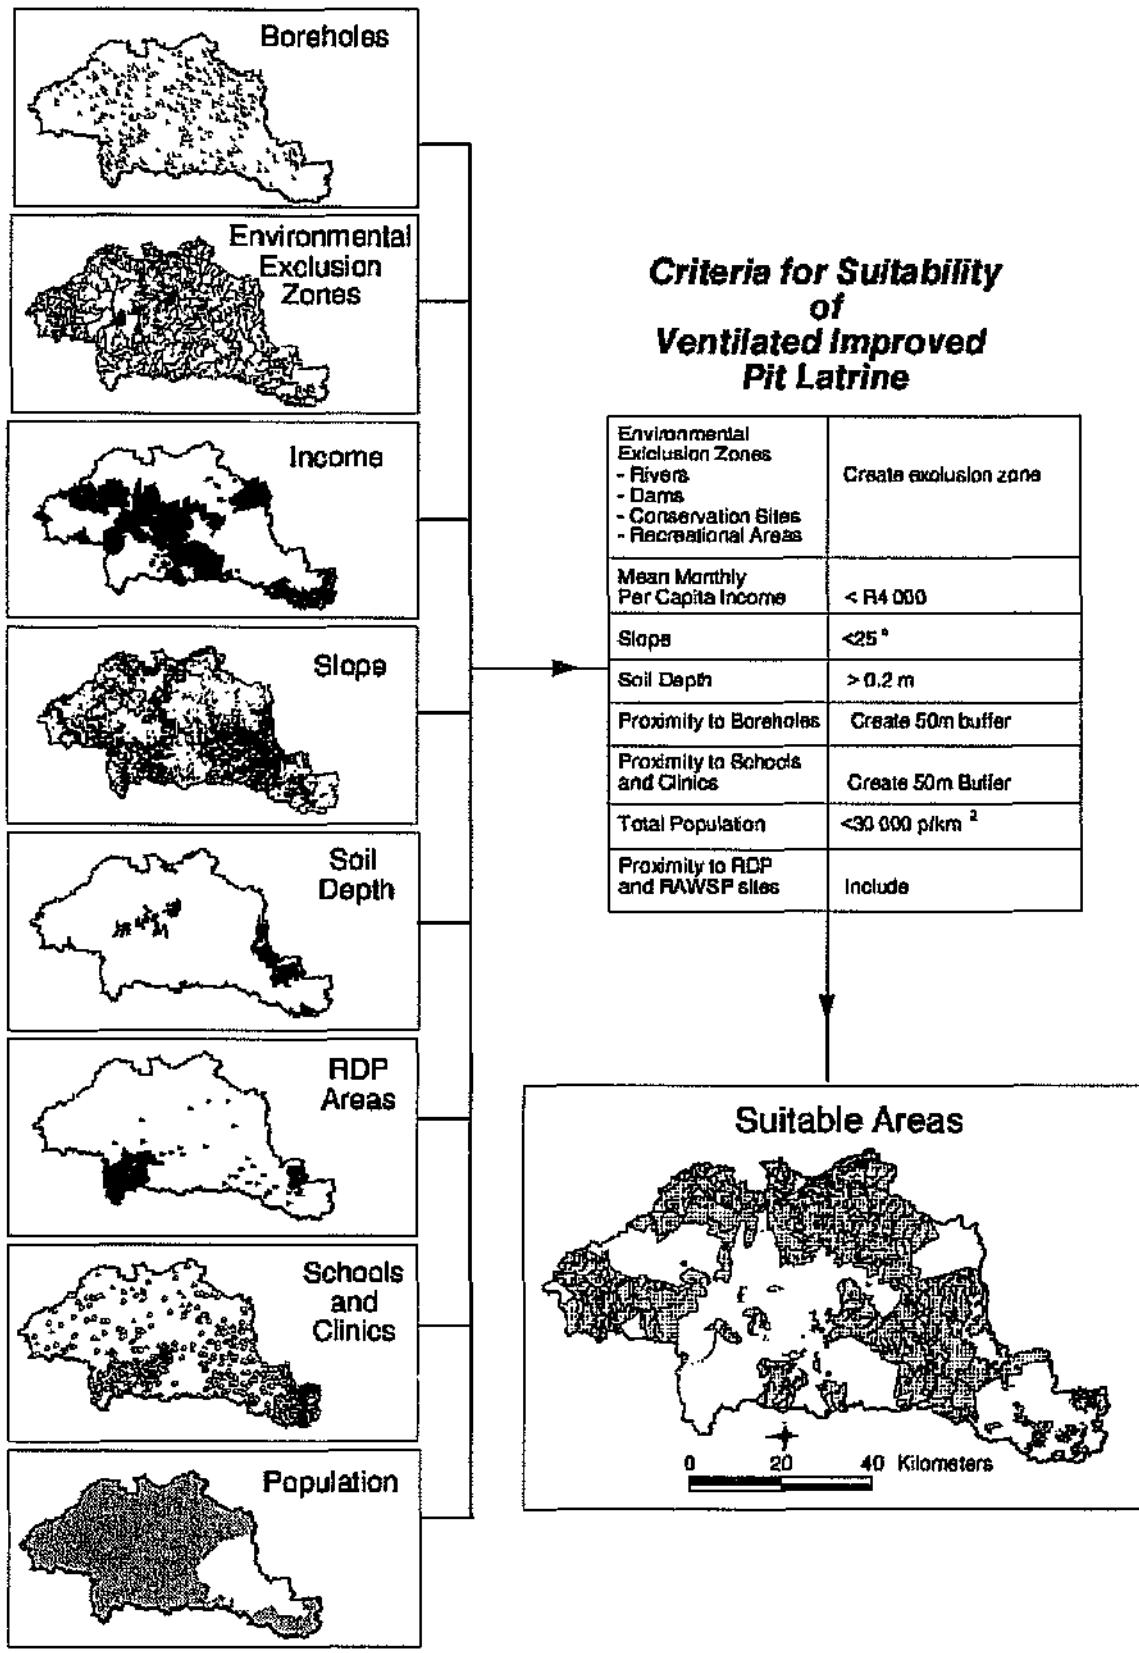 Boreholes
Environmental
Exclusion
Zones
Income
Slope
Soil
Depth
RDP
Areas
Schools
and
Clinics
Population
Criteria for Suitability
of
Ventilated Improved
Pit Latrine
Environmental
Exiclusion Zones
- Rivers
- Dams
- Conservation Sites
- Recreational Areas
Create exclusion zone
Mean Monthly
Per Capita Income
< R4 000
Slope
<25 °
Soil Depth
> 0.2 m
Proximity to Boreholes
Create 50m buffer
Proximity to Schools
and Clinics
Create 50m Buffer
Total Population
<30 000 p/km ²
Proximity to RDP
and RAWSP sites
Include
Suitable Areas
0 20 40 Kilometers